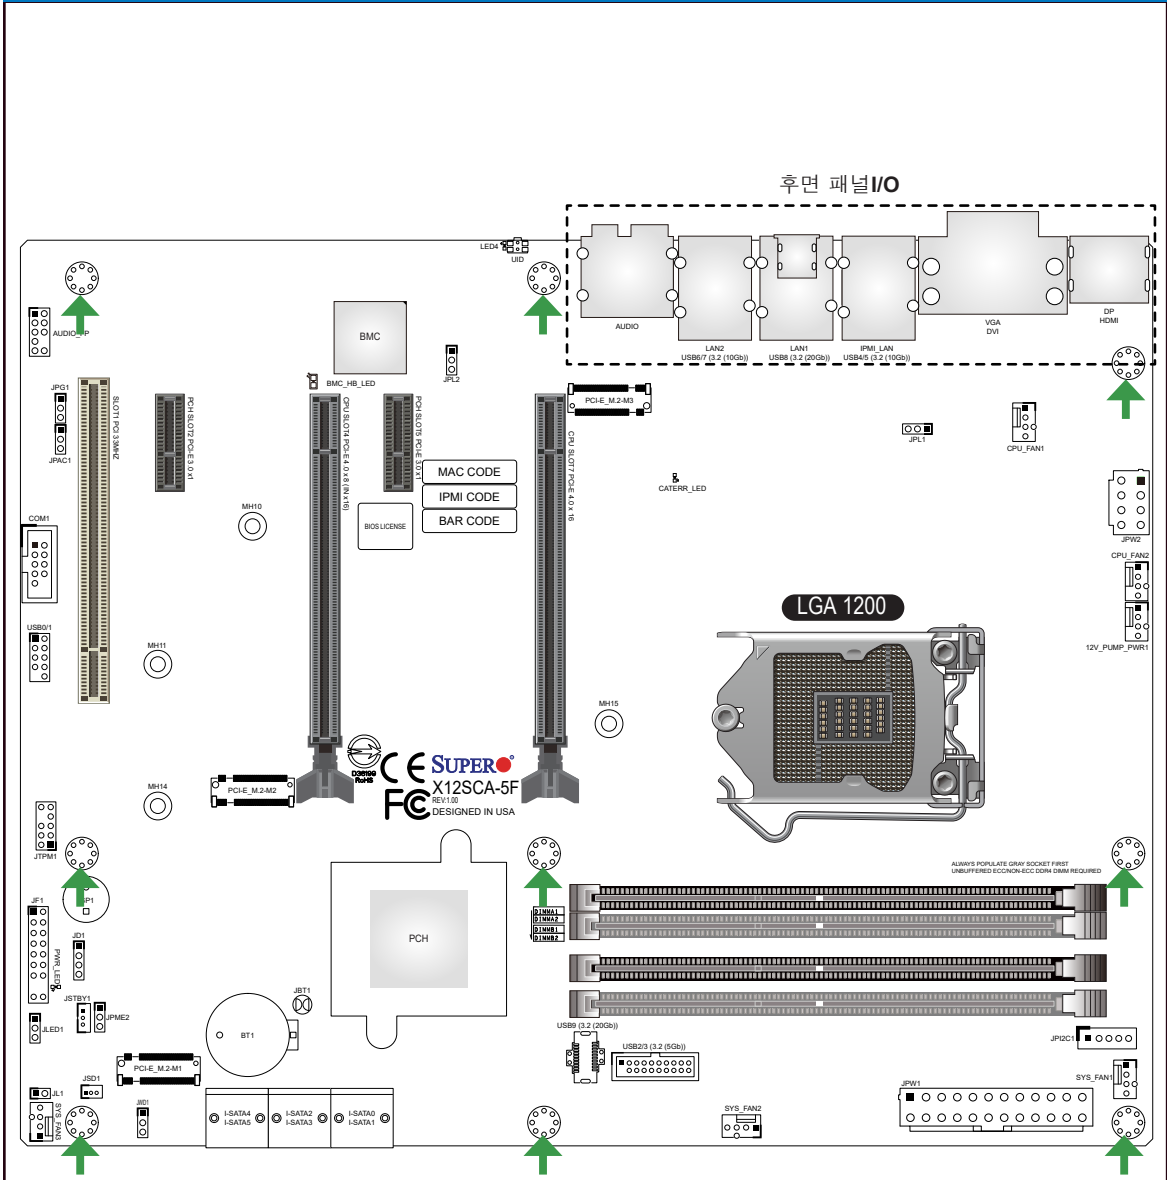 후면 패널I/O
LED4
UID
AUDIO
LAN2
USB6/7 (3.2 (10Gb))
LAN1
USB8 (3.2 (20Gb))
IPMI_LAN
USB4/5 (3.2 (10Gb))
VGA
DVI
DP
HDMI
BMC
BMC_HB_LED
JPL2
JPG1
JPAC1
SLOT1 PCI 33MHZ
PCH SLOT2 PCI-E 3.0 x1
CPU SLOT4 PCI-E 4.0 x 8 (IN x16)
PCH SLOT5 PCI-E 3.0 x1
CPU SLOT7 PCI-E 4.0 x 16
PCI-E_M.2-M3
JPL1
CPU_FAN1
MAC CODE
IPMI CODE
BAR CODE
BIOS LICENSE
CATERR_LED
MH10
COM1
JPW2
CPU_FAN2
12V_PUMP_PWR1
LGA 1200
USB0/1
MH11
MH15
MH14
PCI-E_M.2-M2
D36199
RoHS
CE
FC
SUPER
X12SCA-5F
REV:1.00
DESIGNED IN USA
JTPM1
ALWAYS POPULATE GRAY SOCKET FIRST
UNBUFFERED ECC/NON-ECC DDR4 DIMM REQUIRED
DIMMA1
DIMMA2
DIMMB1
DIMMB2
PCH
JF1
JD1
PWR_LED
JSTBY1
JPME2
JLED1
JBT1
BT1
USB9 (3.2 (20Gb))
USB2/3 (3.2 (5Gb))
JPI2C1
PCI-E_M.2-M1
JSD1
JL1
JWD1
SYS_FAN3
I-SATA4
I-SATA5
I-SATA2
I-SATA3
I-SATA0
I-SATA1
SYS_FAN2
JPW1
SYS_FAN1